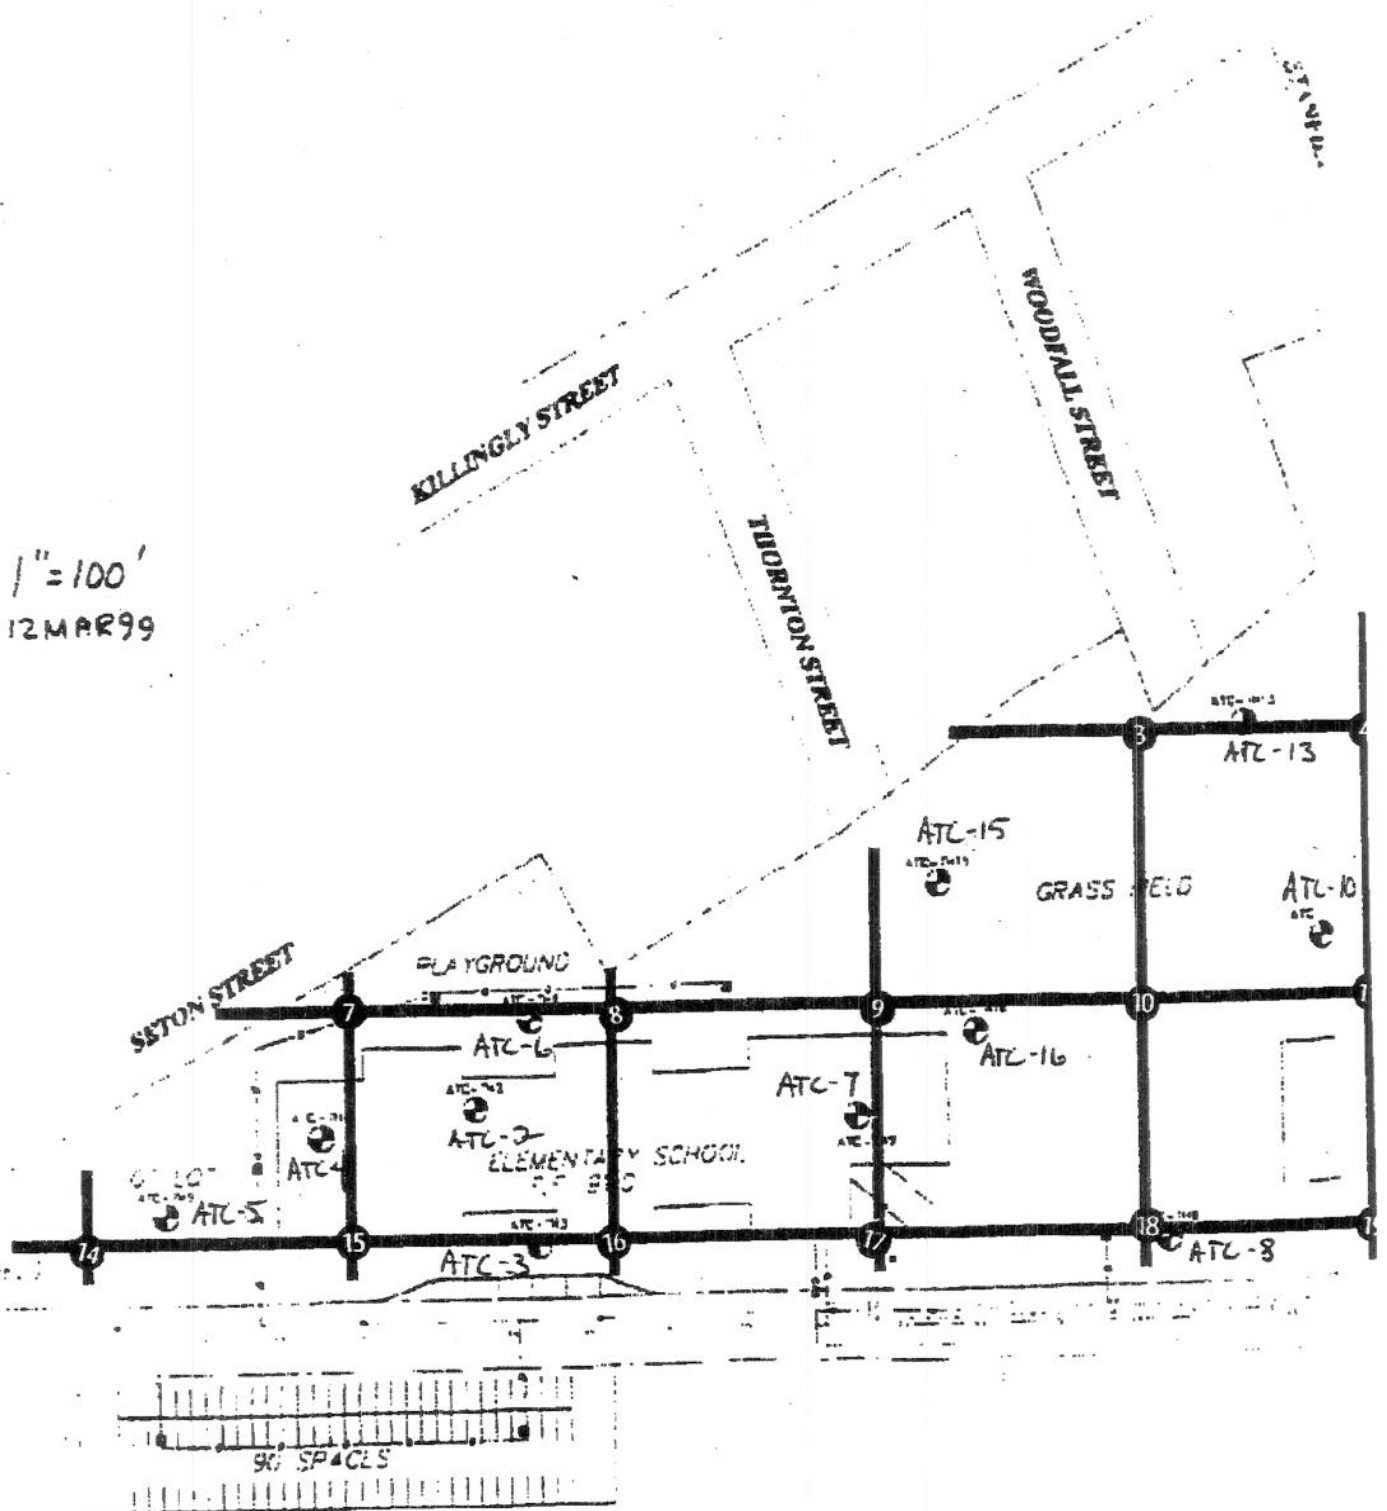 KILLINGLY STREET
WOODFALL STREET
THORNTON STREET
1"=100'
12MAR99
3
ATC-13
ATC-15
GRASS
ATC-10
SETON STREET
PLAYGROUND
7
8
9
10
ATC-6
ATC-16
ATC-7
ATC-2
ELEMENTARY SCHOOL
ATC-5
14
15
16
17
18
ATC-3
ATC-8
90 SPACES